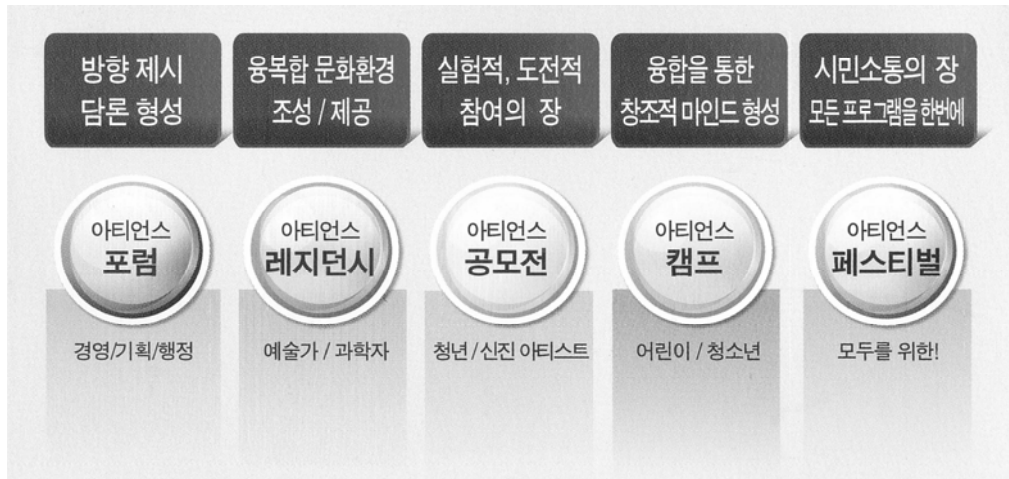 방향 제시
담론 형성
융복합 문화환경
조성 / 제공
실험적, 도전적
참여의 장
융합을 통한
창조적 마인드 형성
시민소통의 장
모든 프로그램을 한번에
아티언스
포럼
아티언스
레지던시
아티언스
공모전
아티언스
캠프
아티언스
페스티벌
경영/기획/행정
예술가 / 과학자
청년 / 신진 아티스트
어린이 / 청소년
모두를 위한!